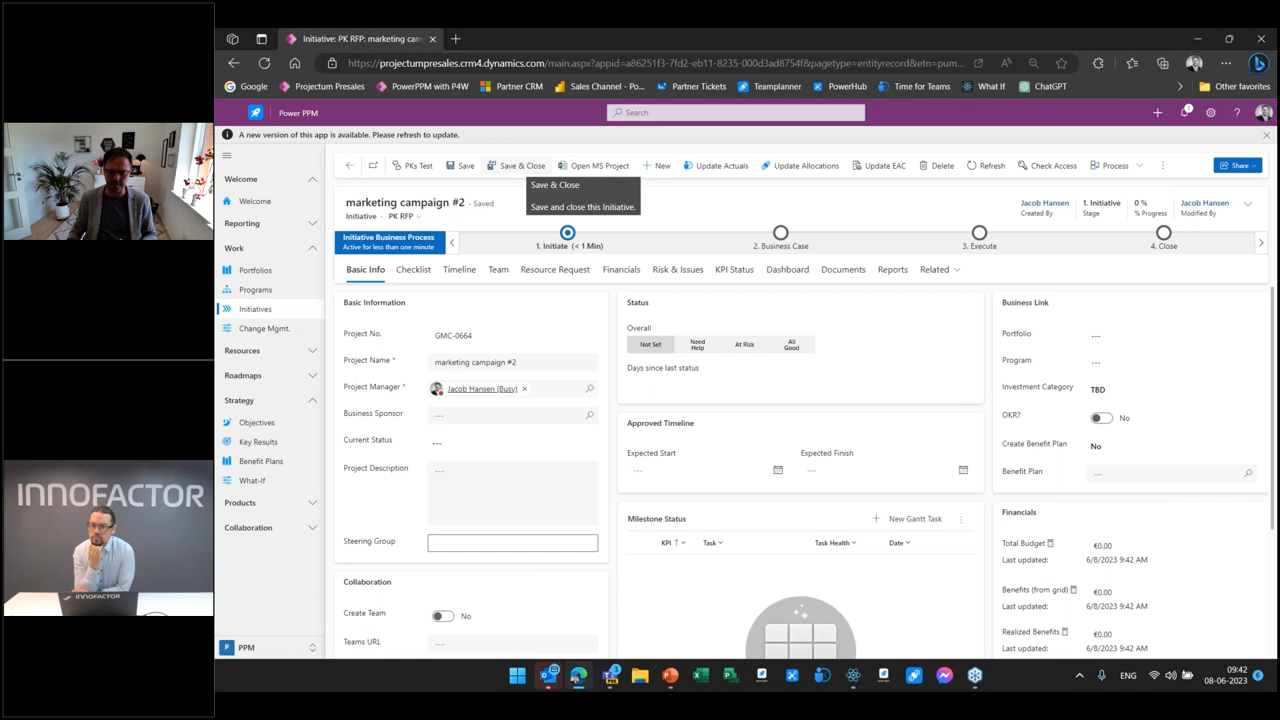 INNOFACTOR
INNOFACTOR
Initiative: PK RFP: marketing cam
https://projectumpresales.crm4.dynamics.com/main.aspx?appid=a86251f3-7fd2-eb11-8235-000d3ad8754f&pagetype=entityrecord&etn=pum...
Google
Projectum Presales
PowerPPM with P4W
Partner CRM
Sales Channel - Po...
Partner Tickets
Teamplanner
PowerHub
Time for Teams
What If
ChatGPT
Other favorites
Power PPM
Search
1
A new version of this app is available. Please refresh to update.
PKs Test
Save
Save & Close
Open MS Project
New
Update Actuals
Update Allocations
Update EAC
Delete
Refresh
Check Access
Process
Share
Save & Close
Save and close this Initiative.
Welcome
Welcome
Reporting
Work
Portfolios
Programs
Initiatives
Change Mgmt.
Resources
Roadmaps
Strategy
Objectives
Key Results
Benefit Plans
What-If
Products
Collaboration
P PPM
marketing campaign #2 - Saved
Initiative · PK RFP
Jacob Hansen
Created By
1. Initiative
Stage
0 %
% Progress
Jacob Hansen
Modified By
Initiative Business Process
Active for less than one minute
1. Initiate (< 1 Min)
2. Business Case
3. Execute
4. Close
Basic Info
Checklist
Timeline
Team
Resource Request
Financials
Risk & Issues
KPI Status
Dashboard
Documents
Reports
Related
Basic Information
Project No.
GMC-0664
Project Name *
marketing campaign #2
Project Manager *
Jacob Hansen (Busy)
Business Sponsor
---
Current Status
---
Project Description
---
Steering Group
Collaboration
Create Team
No
Teams URL
---
Status
Overall
Not Set
Need Help
At Risk
All Good
Days since last status
Approved Timeline
Expected Start
---
Expected Finish
---
Milestone Status
New Gantt Task
KPI
Task
Task Health
Date
Business Link
Portfolio
---
Program
---
Investment Category
TBD
OKR?
No
Create Benefit Plan
No
Benefit Plan
---
Financials
Total Budget
€0.00
Last updated:
6/8/2023 9:42 AM
Benefits (from grid)
€0.00
Last updated:
6/8/2023 9:42 AM
Realized Benefits
€0.00
Last updated:
6/8/2023 9:42 AM
ENG
09:42
08-06-2023